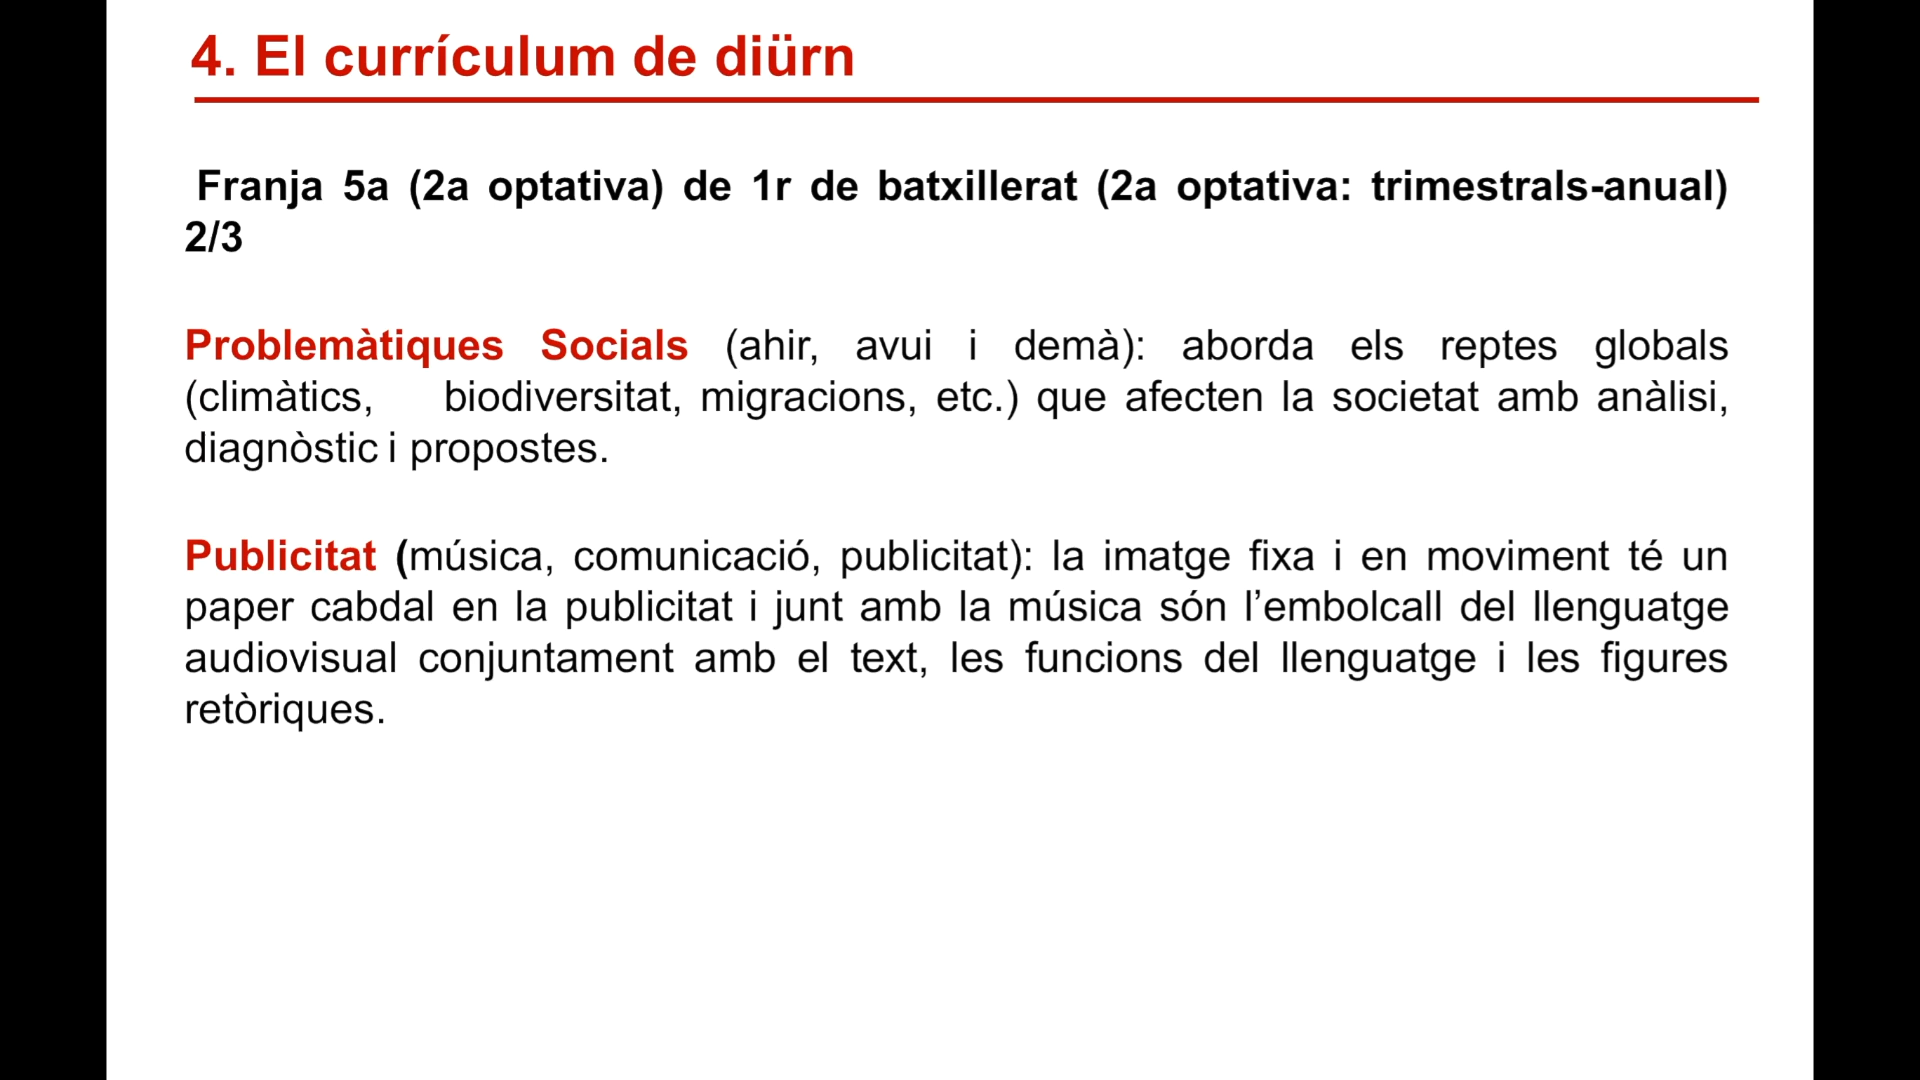 4. El currículum de diürn
Franja 5a (2a optativa) de 1r de batxillerat (2a optativa: trimestrals-anual)
2/3
Problemàtiques Socials (ahir, avui i demà): aborda els reptes globals
(climàtics, biodiversitat, migracions, etc.) que afecten la societat amb anàlisi,
diagnòstic i propostes.
Publicitat (música, comunicació, publicitat): la imatge fixa i en moviment té un
paper cabdal en la publicitat i junt amb la música són l’embolcall del llenguatge
audiovisual conjuntament amb el text, les funcions del llenguatge i les figures
retòriques.